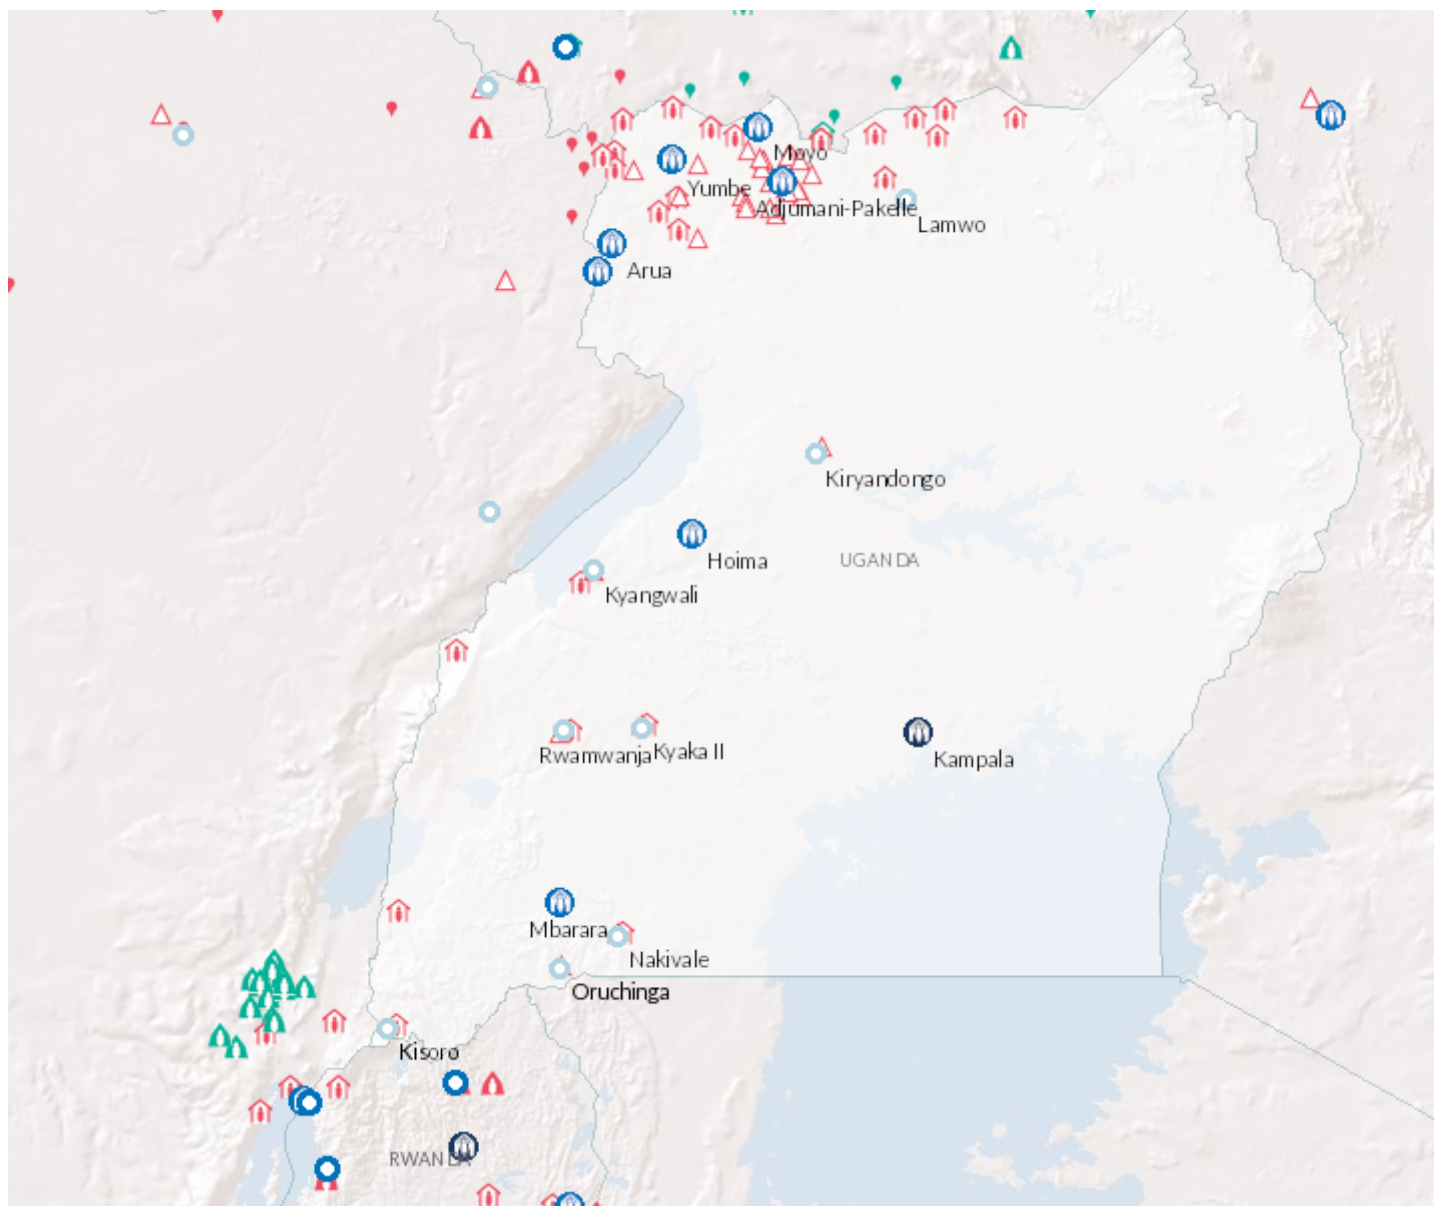 Moyo
Yumbe
Adjumani-Pakelle
Lamwo
Arua
Kiryandongo
Hoima
UGANDA
Kyangwali
Rwamwanja
Kyaka II
Kampala
Mbarara
Nakivale
Oruchinga
Kisoro
RWANDA